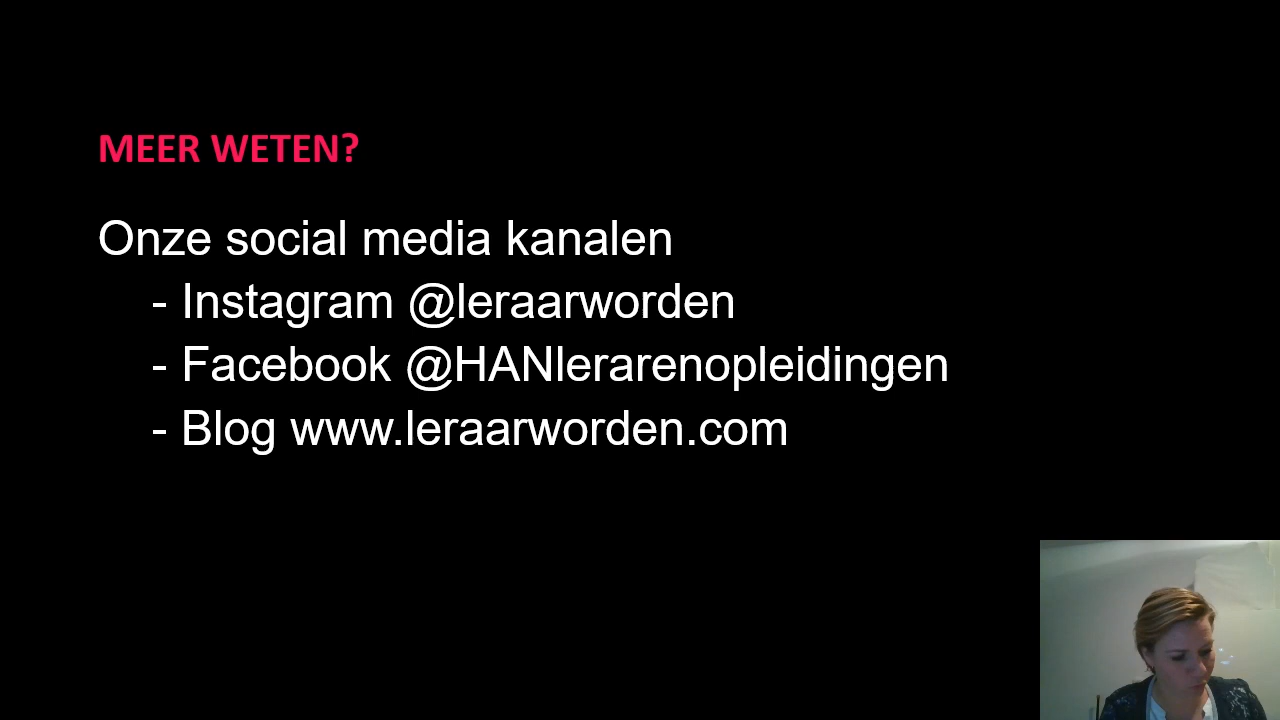 MEER WETEN?
Onze social media kanalen
- Instagram @leraarworden
- Facebook @HANlerarenopleidingen
- Blog www.leraarworden.com